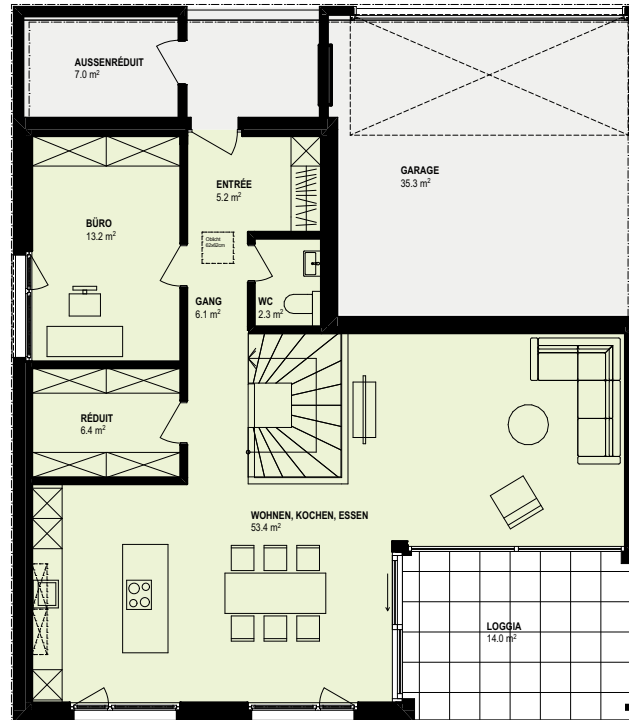 AUSSENRÉDUIT
7.0 m²
GARAGE
35.3 m²
ENTRÉE
5.2 m²
BÜRO
13.2 m²
Oblicht
62x62cm
GANG
6.1 m²
WC
2.3 m²
RÉDUIT
6.4 m²
WOHNEN, KOCHEN, ESSEN
53.4 m²
LOGGIA
14.0 m²